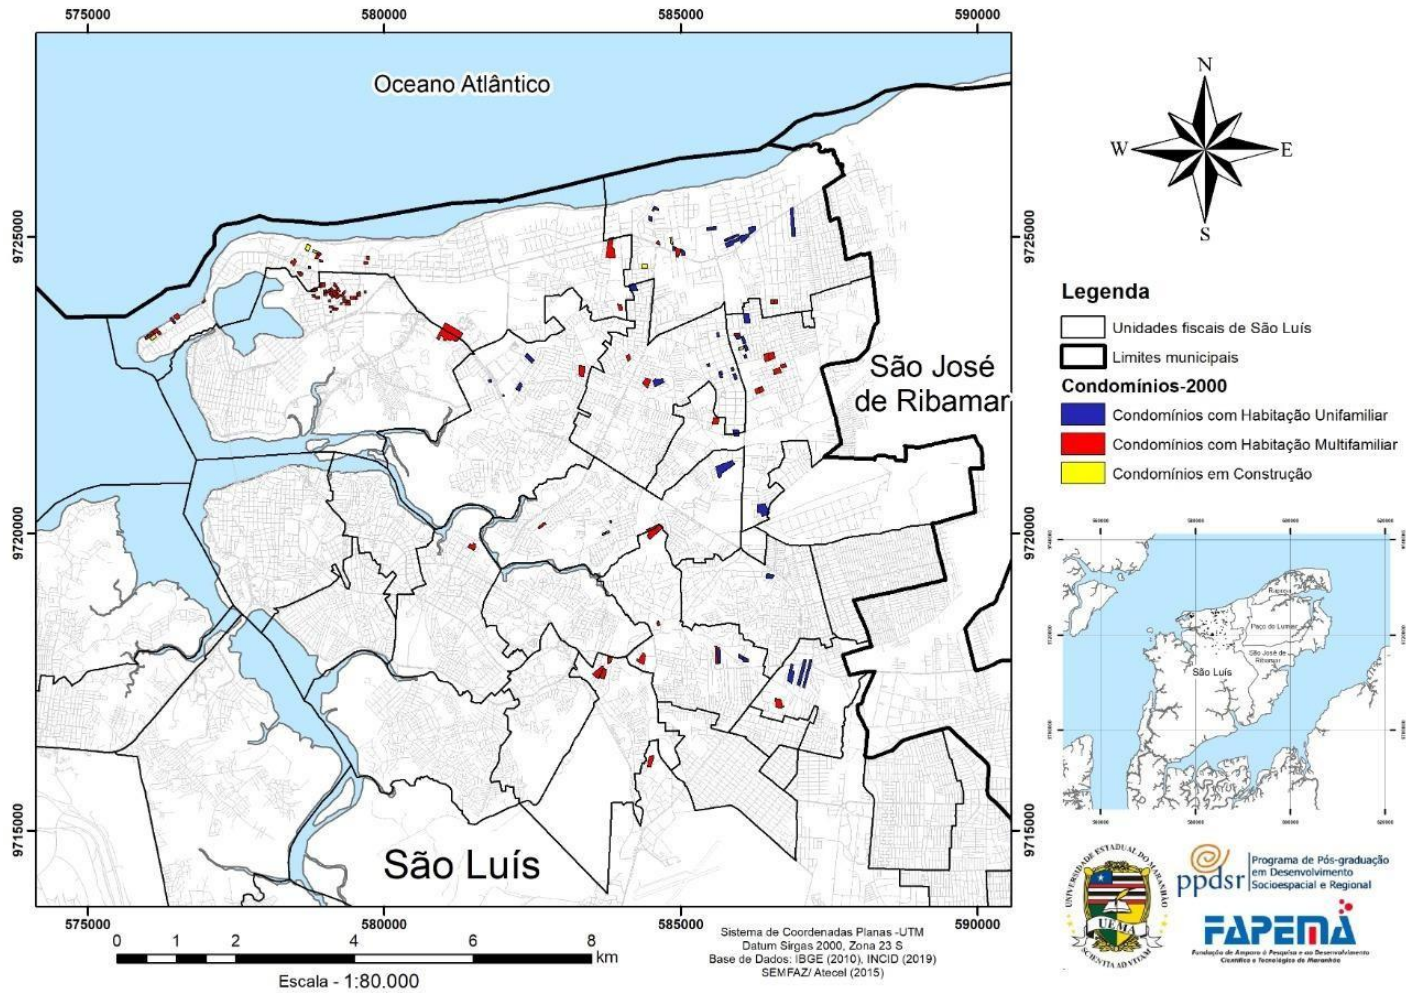 575000
580000
585000
590000
Oceano Atlântico
9725000
9725000
São José
de Ribamar
9720000
9720000
9715000
9715000
São Luís
575000
580000
585000
590000
0 1 2 4 6 8
km
Escala - 1:80.000
Sistema de Coordenadas Planas -UTM
Datum Sirgas 2000, Zona 23 S
Base de Dados: IBGE (2010), INCID (2019)
SEMFAZ/ Atecel (2015)
N
W
E
S
Legenda
Unidades fiscais de São Luís
Limites municipais
Condomínios-2000
Condomínios com Habitação Unifamiliar
Condomínios com Habitação Multifamiliar
Condomínios em Construção
Raposa
Paço do Lumiar
São José de
Ribamar
São Luís
UNIVERSIDADE ESTADUAL DO MARANHÃO
UEMA
SCIENTIA AD VITAM
ppdsr
Programa de Pós-graduação
em Desenvolvimento
Socioespacial e Regional
FAPEMA
Fundação de Amparo à Pesquisa e ao Desenvolvimento
Científico e Tecnológico do Maranhão